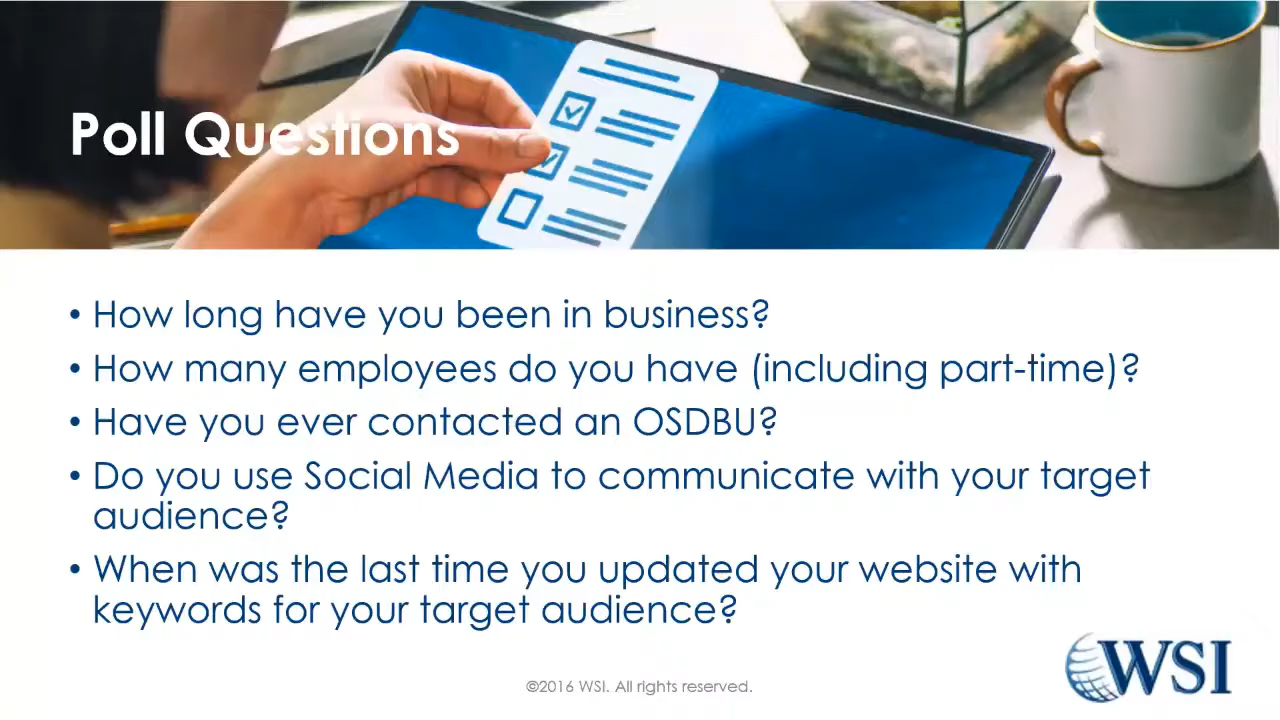 Poll Questions
• How long have you been in business?
• How many employees do you have (including part-time)?
• Have you ever contacted an OSDBU?
• Do you use Social Media to communicate with your target
audience?
• When was the last time you updated your website with
keywords for your target audience?
©2016 WSI. All rights reserved.
WSI